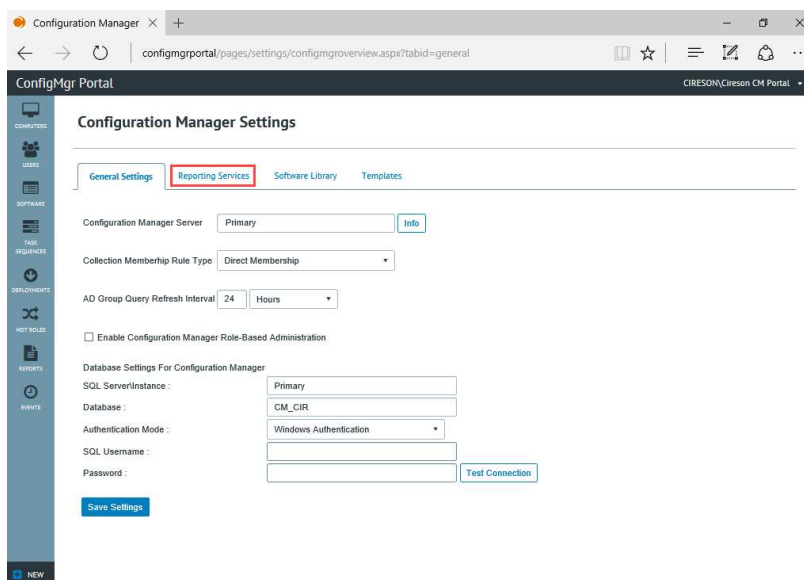 Configuration Manager
configmgrportal/pages/settings/configmgroverview.aspx?tabid=general
ConfigMgr Portal
CIRESON\Cireson CM Portal
COMPUTERS
USERS
SOFTWARE
TASK
SEQUENCES
DEPLOYMENTS
MDT ROLES
REPORTS
EVENTS
NEW
Configuration Manager Settings
General Settings Reporting Services Software Library Templates
Configuration Manager Server Primary Info
Collection Memberhip Rule Type Direct Membership
AD Group Query Refresh Interval 24 Hours
Enable Configuration Manager Role-Based Administration
Database Settings For Configuration Manager
SQL Server\Instance : Primary
Database : CM_CIR
Authentication Mode : Windows Authentication
SQL Username :
Password : Test Connection
Save Settings